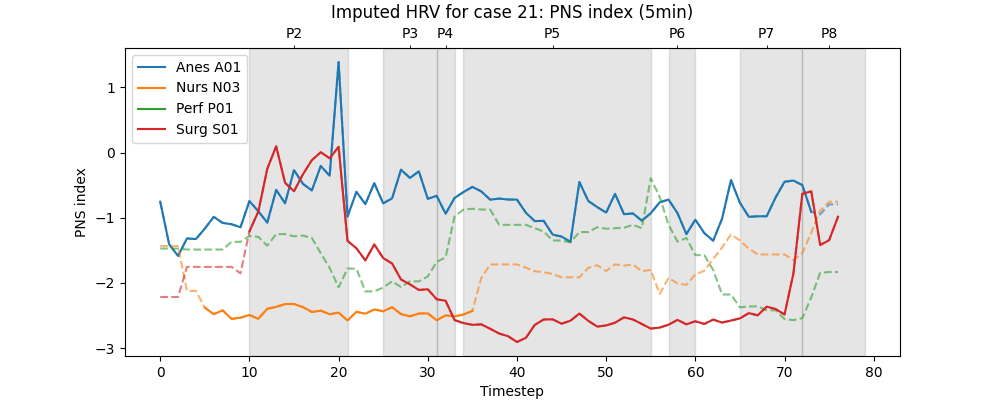 Imputed HRV for case 21: PNS index (5min)
P2 P3 P4 P5 P6 P7 P8
Anes A01
Nurs N03
Perf P01
Surg S01
PNS index
1
0
−1
−2
−3
0 10 20 30 40 50 60 70 80
Timestep